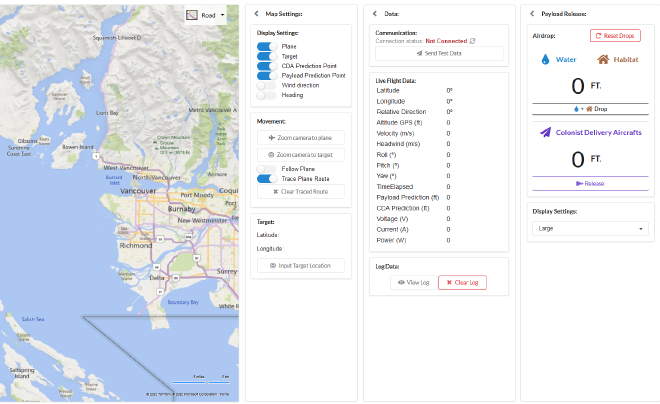 Road
Squamish-Lillooet D
Lions Bay
Metro Vancouver A
Crown Mountain
Gibsons
Sunshine
Coast East
Bowen Island
West Vancouver
North Vancouver
Vancouver
Port Moody
Coqui
Burnaby
New Westminster
Richmond
Delta
Surrey
Boundary Bay
White R
Salish Sea
Saltspring
Island
Map Settings:
Display Settings:
Plane
Target
CDA Prediction Point
Payload Prediction Point
Wind direction
Heading
Movement:
Zoom camera to plane
Zoom camera to target
Follow Plane
Trace Plane Route
Clear Traced Route
Target:
Latitude:
Longitude:
Input Target Location
Data:
Communication:
Connection status: Not Connected
Send Test Data
Live Flight Data:
Latitude 0°
Longitude 0°
Relative Direction 0°
Altitude GPS (ft) 0
Velocity (m/s) 0
Headwind (m/s) 0
Roll (°) 0
Pitch (°) 0
Yaw (°) 0
TimeElapsed 0
Payload Prediction (ft) 0
CDA Prediction (ft) 0
Voltage (V) 0
Current (A) 0
Power (W) 0
Log Data:
View Log
Clear Log
Payload Release:
Airdrop:
Reset Drops
Water
Habitat
0 FT.
+ Drop
Colonist Delivery Aircrafts
0 FT.
Release
Display Settings:
Large